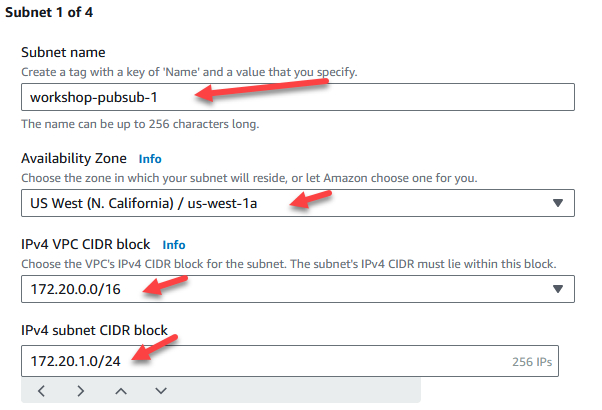 Subnet 1 of 4
Subnet name
Create a tag with a key of 'Name' and a value that you specify.
workshop-pubsub-1
The name can be up to 256 characters long.
Availability Zone Info
Choose the zone in which your subnet will reside, or let Amazon choose one for you.
US West (N. California) / us-west-1a
IPv4 VPC CIDR block Info
Choose the VPC's IPv4 CIDR block for the subnet. The subnet's IPv4 CIDR must lie within this block.
172.20.0.0/16
IPv4 subnet CIDR block
172.20.1.0/24 256 IPs